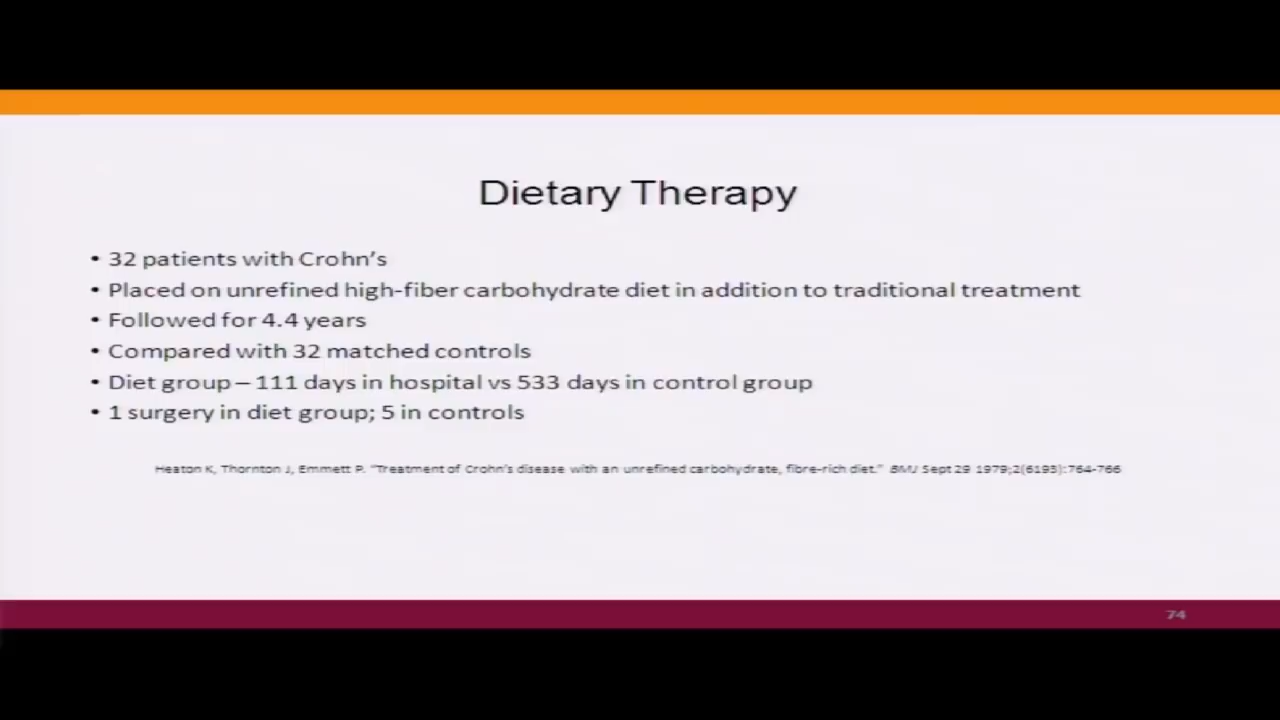 Dietary Therapy
• 32 patients with Crohn's
• Placed on unrefined high-fiber carbohydrate diet in addition to traditional treatment
• Followed for 4.4 years
• Compared with 32 matched controls
• Diet group – 111 days in hospital vs 533 days in control group
• 1 surgery in diet group; 5 in controls
Heaton K, Thornton J, Emmett P. "Treatment of Crohn's disease with an unrefined carbohydrate, fibre-rich diet." BMJ Sept 29 1979;2(6193):764-766
74